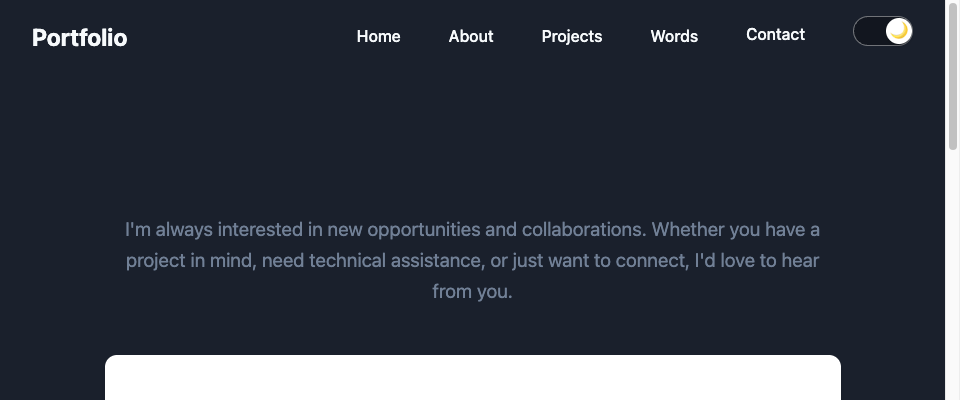 Portfolio
Home About Projects Words Contact
I'm always interested in new opportunities and collaborations. Whether you have a
project in mind, need technical assistance, or just want to connect, I'd love to hear
from you.